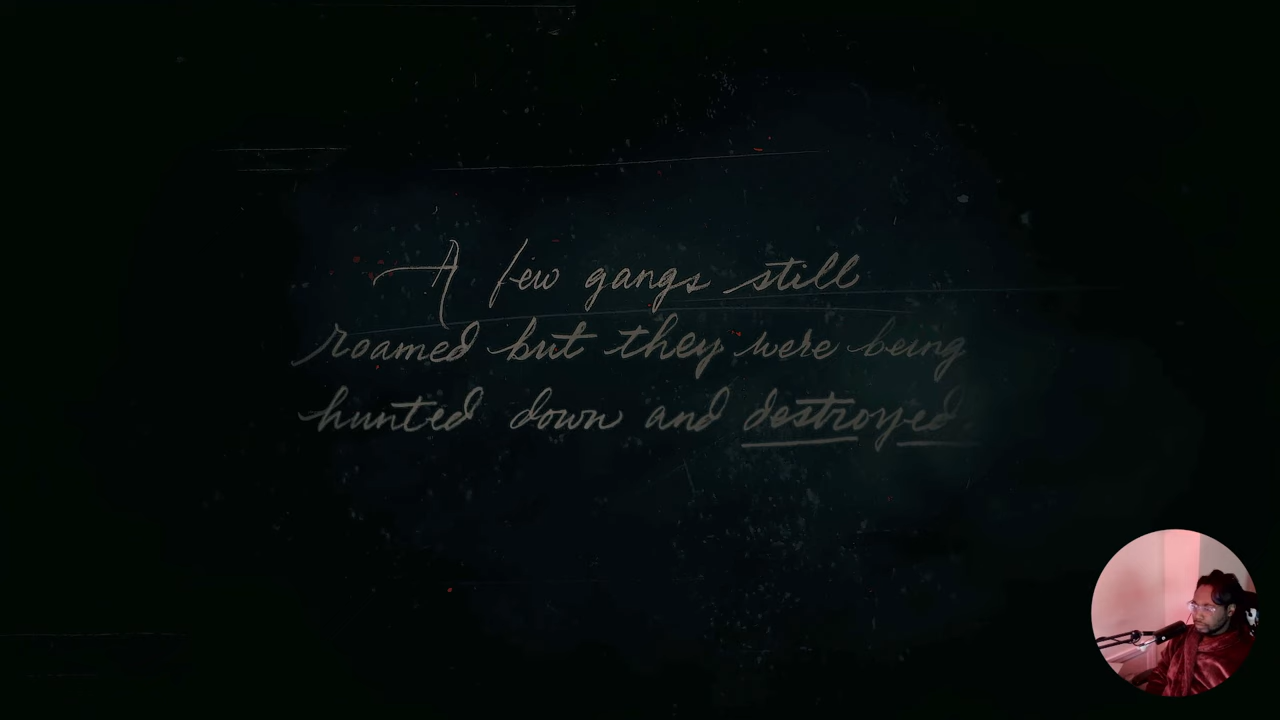 A few gangs still
roamed but they were being
hunted down and destroyed.